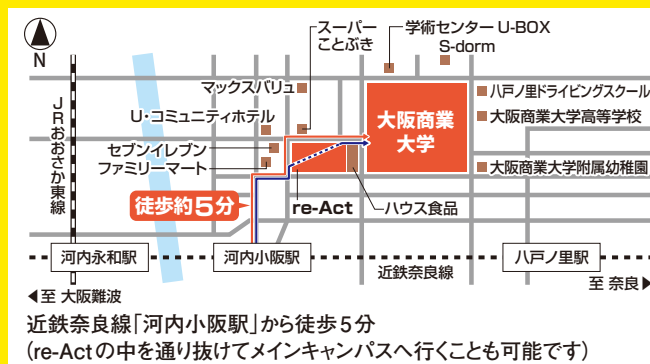 N
スーパー
ことぶき
学術センター U-BOX
S-dorm
マックスバリュ
U・コミュニティホテル
セブンイレブン
ファミリーマート
大阪商業
大学
八戸ノ里ドライビングスクール
大阪商業大学高等学校
大阪商業大学附属幼稚園
JRおおさか東線
徒歩約5分
re-Act
ハウス食品
河内永和駅
河内小阪駅
八戸ノ里駅
近鉄奈良線
◀至 大阪難波
至 奈良▶
近鉄奈良線「河内小阪駅」から徒歩5分
(re-Actの中を通り抜けてメインキャンパスへ行くことも可能です)